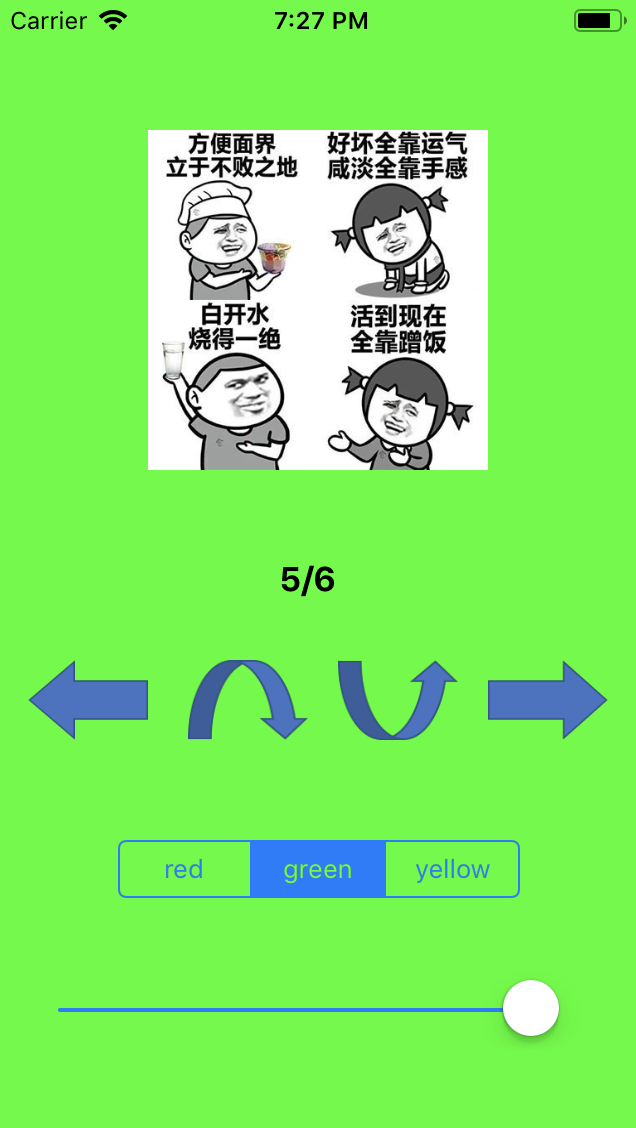 Carrier 7:27 PM
方便面界
立于不败之地
好坏全靠运气
咸淡全靠手感
白开水
烧得一绝
活到现在
全靠蹭饭
5/6
red green yellow